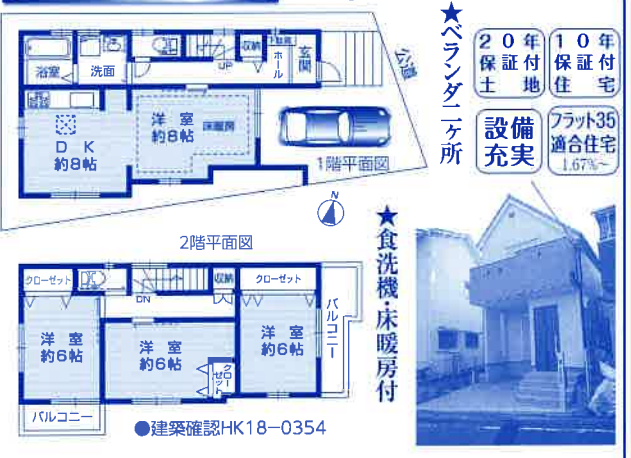 浴室
洗面
UP
収納
下駄箱
ホール
玄関
公道
DK
約8帖
洋室
約8帖
床暖房
1階平面図
N
★ベランダ二ヶ所
20年
保証付
土地
10年
保証付
住宅
設備
充実
フラット35
適合住宅
1.67%~
★食洗機・床暖房付
2階平面図
クローゼット
DN
収納
クローゼット
洋室
約6帖
洋室
約6帖
クローゼット
洋室
約6帖
バルコニー
バルコニー
●建築確認HK18-0354